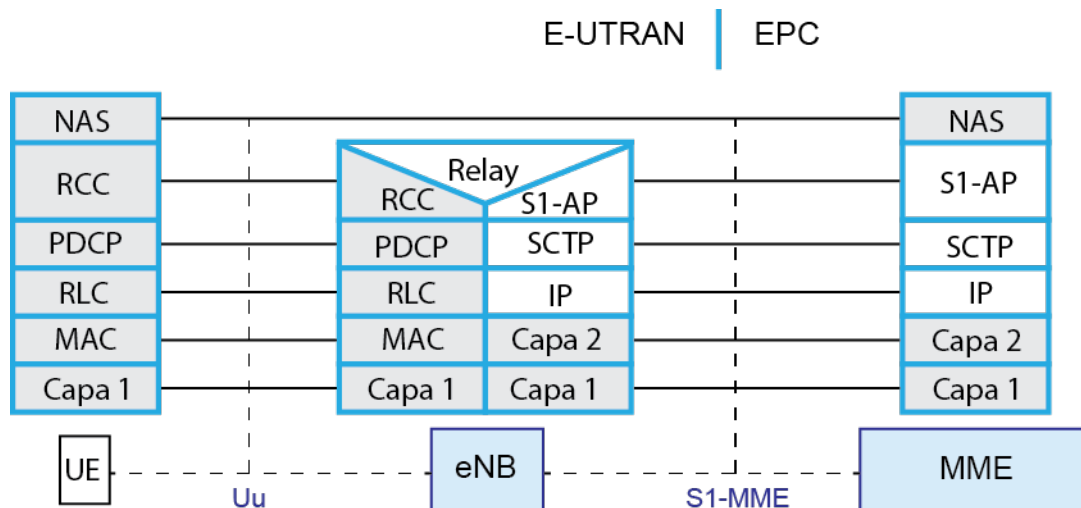 E-UTRAN EPC
NAS NAS
RCC Relay S1-AP
RCC S1-AP
PDCP PDCP SCTP SCTP
RLC RLC IP IP
MAC MAC Capa 2 Capa 2
Capa 1 Capa 1 Capa 1 Capa 1
UE eNB MME
Uu S1-MME